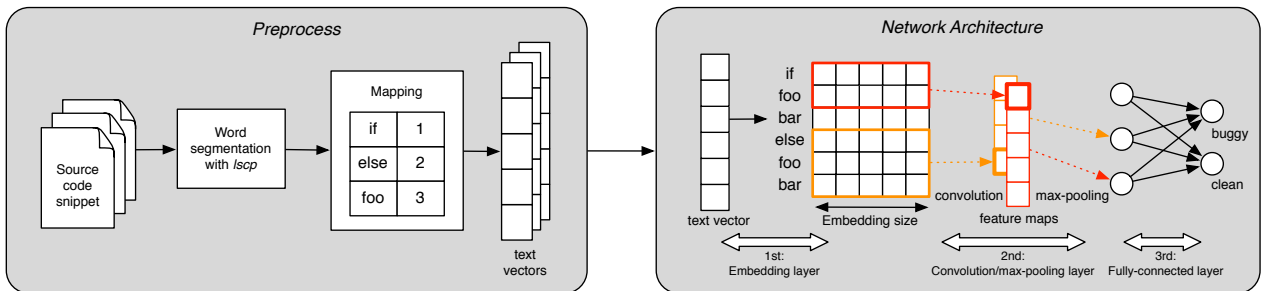 Preprocess
Source
code
snippet
Word
segmentation
with lscp
Mapping
if 1
else 2
foo 3
text
vectors
Network Architecture
text vector
if
foo
bar
else
foo
bar
Embedding size
convolution
max-pooling
feature maps
buggy
clean
1st:
Embedding layer
2nd:
Convolution/max-pooling layer
3rd:
Fully-connected layer